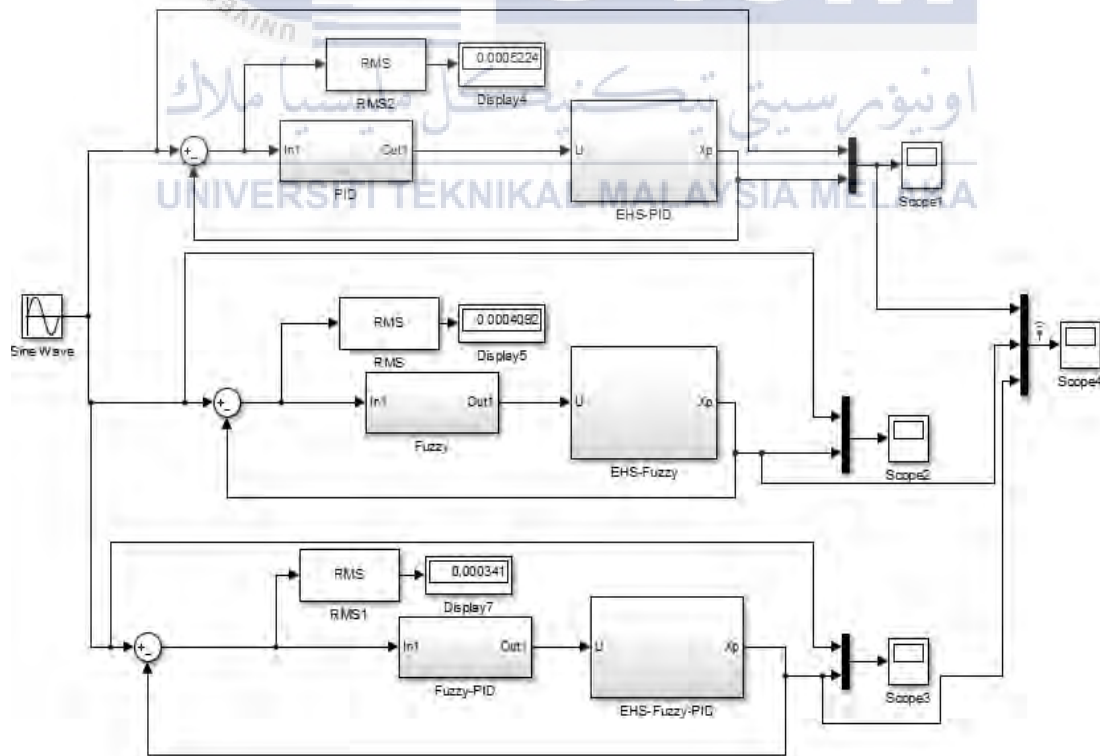 UNIVE
RMS
0.0005224
RMS2
Display4
اونيۏرسيتي تيكنيكل مليسيا ملاك
In1
Out1
U
Xp
PID
EHS-PID
Scope1
UNIVERSITI TEKNIKAL MALAYSIA MELAKA
Sine Wave
RMS
0.0004092
RMS
Display5
In1
Out1
U
Xp
Fuzzy
EHS-Fuzzy
Scope2
Scope4
RMS
0.000341
RMS1
Display7
In1
Out1
U
Xp
Fuzzy-PID
EHS-Fuzzy-PID
Scope3